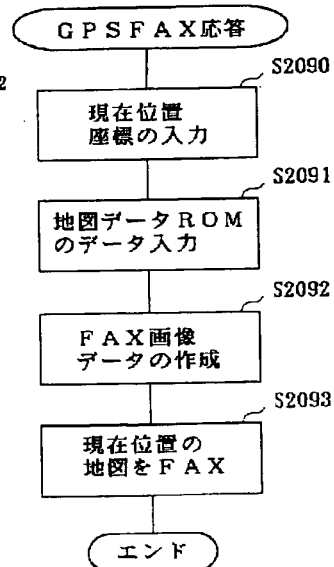 GPSFAX応答
S2090
2
現在位置
座標の入力
S2091
地図データROM
のデータ入力
S2092
FAX画像
データの作成
S2093
現在位置の
地図をFAX
エンド